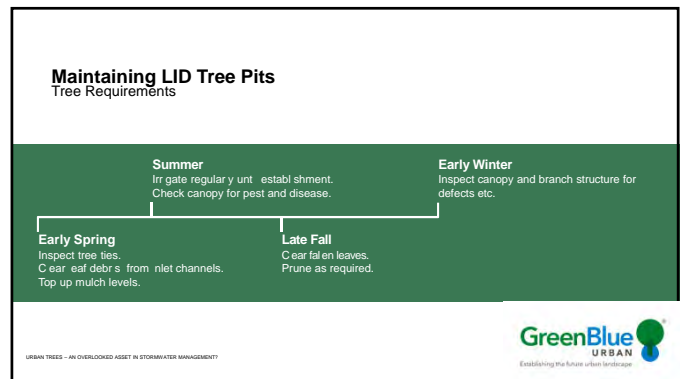 Maintaining LID Tree Pits
Tree Requirements
Summer
Irr gate regular y unt   establ shment.
Check canopy for pest and disease.
Early Winter
Inspect canopy and branch structure for
defects etc.
Early Spring
Inspect tree ties.
C ear  eaf debr s  from  nlet channels.
Top up mulch levels.
Late Fall
C ear fal en leaves.
Prune as required.
URBAN TREES – AN OVERLOOKED ASSET IN STORMWATER MANAGEMENT?
GreenBlue
URBAN
Establishing the future urban landscape